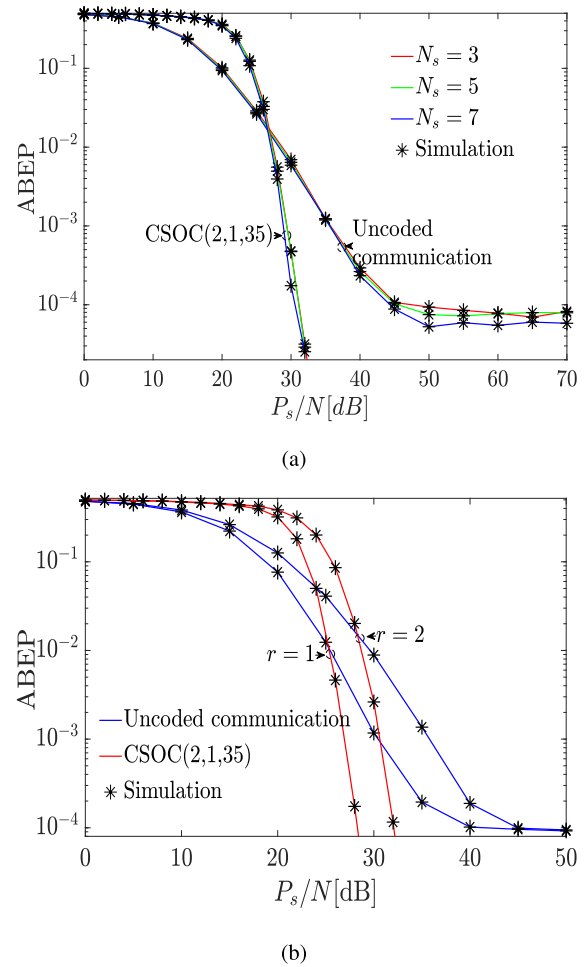 10^{-1}
10^{-2}
10^{-3}
10^{-4}
ABEP
N_s = 3
N_s = 5
N_s = 7
Simulation
CSOC(2,1,35)
Uncoded
communication
0 10 20 30 40 50 60 70
P_s/N[dB]
(a)
10^{-1}
10^{-2}
10^{-3}
10^{-4}
ABEP
r = 2
r = 1
Uncoded communication
CSOC(2,1,35)
Simulation
0 10 20 30 40 50
P_s/N[dB]
(b)